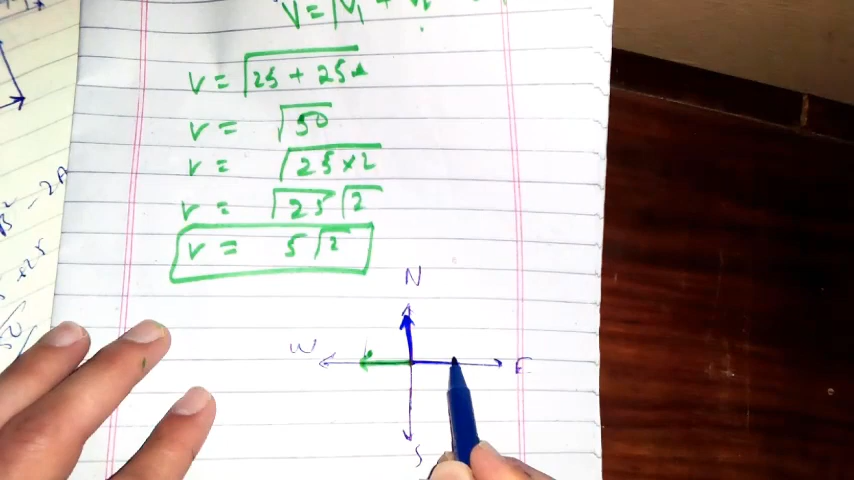 v = √25 + 25
v = √50
v = √25×2
v = √25 √2
v = 5√2
N
W
E
S